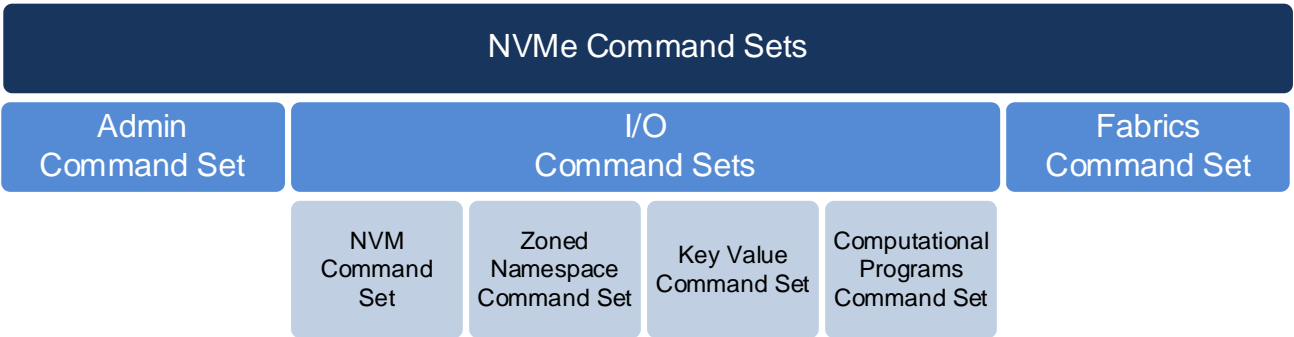 NVMe Command Sets
Admin
Command Set
I/O
Command Sets
Fabrics
Command Set
NVM
Command
Set
Zoned
Namespace
Command Set
Key Value
Command Set
Computational
Programs
Command Set